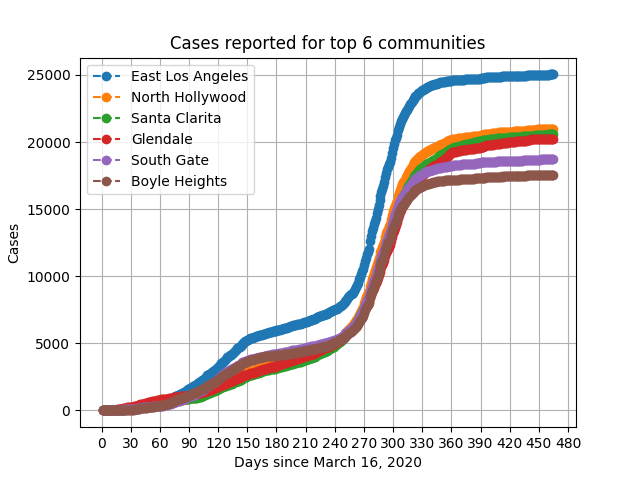 Cases reported for top 6 communities
25000
20000
15000
10000
5000
0
Cases
East Los Angeles
North Hollywood
Santa Clarita
Glendale
South Gate
Boyle Heights
0 30 60 90 120 150 180 210 240 270 300 330 360 390 420 450 480
Days since March 16, 2020